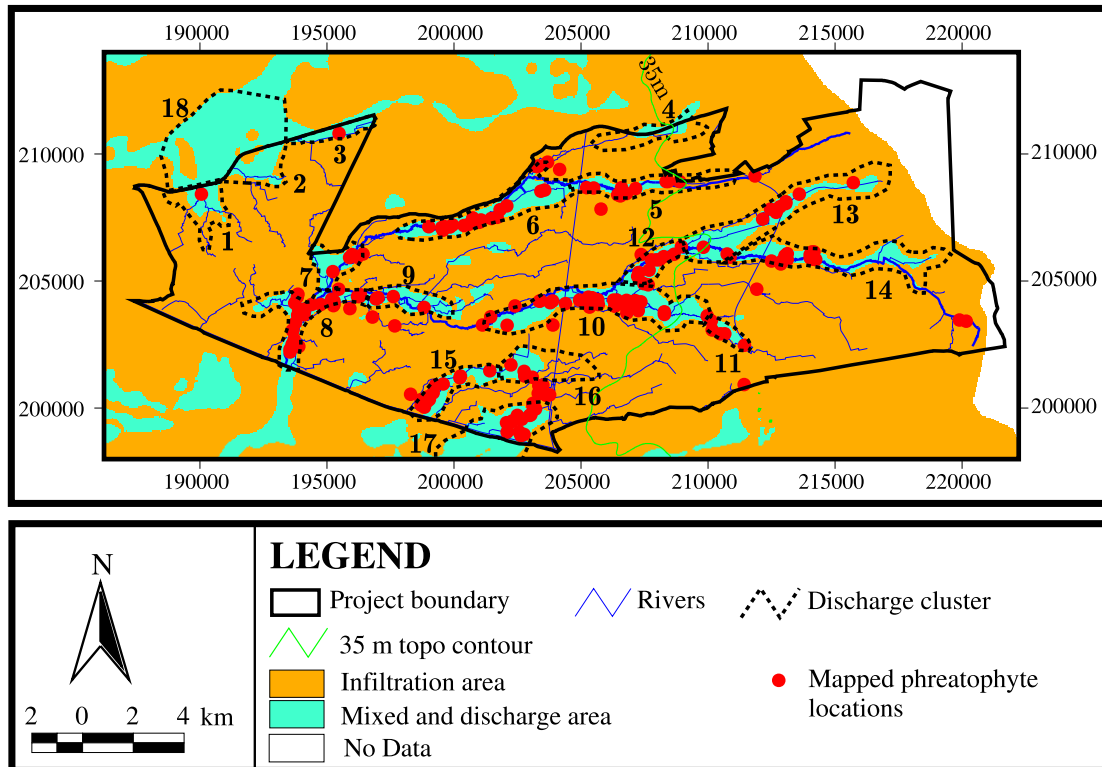 190000 195000 200000 205000 210000 215000 220000
18
35m
4
3
210000
210000
2
5
6
13
1
12
7
9
205000
205000
14
8
10
11
15
16
200000
200000
17
190000 195000 200000 205000 210000 215000 220000
N
2 0 2 4 km
LEGEND
Project boundary
Rivers
Discharge cluster
35 m topo contour
Infiltration area
Mapped phreatophyte
locations
Mixed and discharge area
No Data